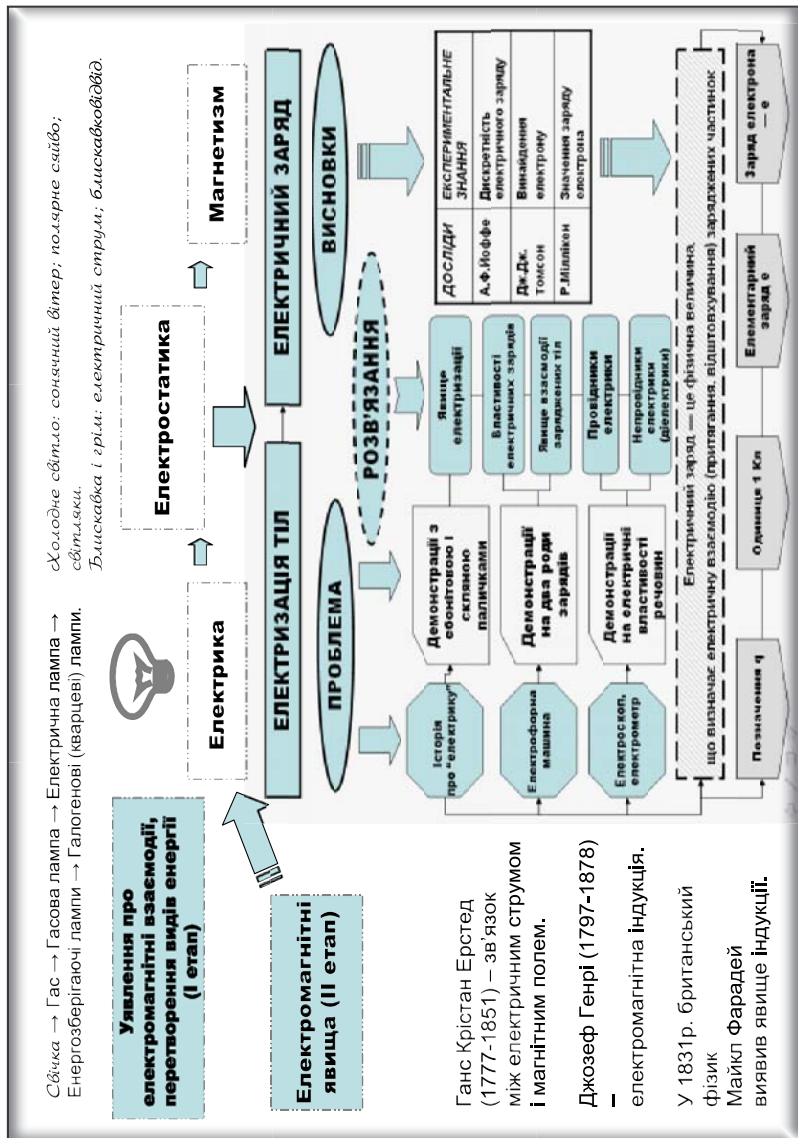 Свічка → Гас → Гасова лампа → Електрична лампа →
Енергозберігаючі лампи → Галогенові (кварцеві) лампи.
Холодне світло: сонячний вітер; полярне сяйво;
світляки.
Блискавка і грім: електричний струм; блискавковідвід.
Уявлення про
електромагнітні взаємодії,
перетворення видів енергії
(І етап)
Електромагнітні
явища (ІІ етап)
Електрика
Електростатика
Магнетизм
ЕЛЕКТРИЗАЦІЯ ТІЛ
ЕЛЕКТРИЧНИЙ ЗАРЯД
ПРОБЛЕМА
РОЗВ'ЯЗАННЯ
ВИСНОВКИ
Історія
про "електрику"
Електрофорна
машина
Електроскоп,
електрометр
Демонстрації з
ебонітовою і
скляною
паличками
Демонстрації
на два роди
зарядів
Демонстрації
на електричні
властивості
речовин
Явище
електризації
Властивості
електричних зарядів
Явище взаємодії
заряджених тіл
Провідники
електрики
Непровідники
електрики
(діелектрики)
ДОСЛІДИ
ЕКСПЕРИМЕНТАЛЬНЕ
ЗНАННЯ
А.Ф.Йоффе
Дискретність
електричного заряду
Дж.Дж.
Томсон
Винайдення
електрону
Р.Міллікен
Значення заряду
електрона
Електричний заряд — це фізична величина,
що визначає електричну взаємодію (притягання, відштовхування) заряджених частинок
Позначення q
Одиниця 1 Кл
Елементарний
заряд е
Заряд електрона
— е
Ганс Крістан Ерстед
(1777-1851) – зв'язок
між електричним струмом
і магнітним полем.
Джозеф Генрі (1797-1878)
–
електромагнітна індукція.
У 1831р. британський
фізик
Майкл Фарадей
виявив явище індукції.